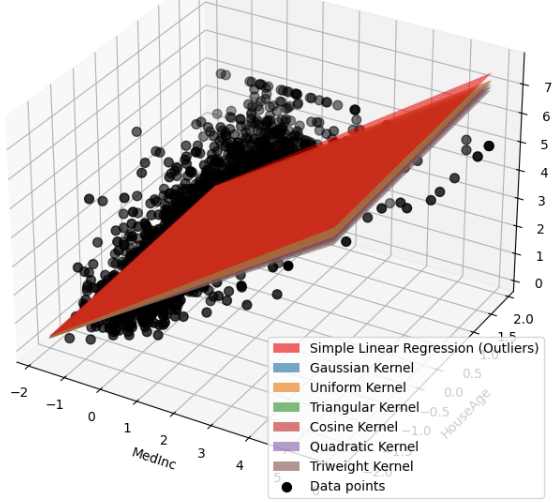 7
6
5
4
3
2
1
0
2.0
1.5
1.0
0.5
0.0
−0.5
−1.0
−1.5
−2.0
HouseAge
−2
−1
0
1
2
3
4
5
MedInc
Simple Linear Regression (Outliers)
Gaussian Kernel
Uniform Kernel
Triangular Kernel
Cosine Kernel
Quadratic Kernel
Triweight Kernel
Data points